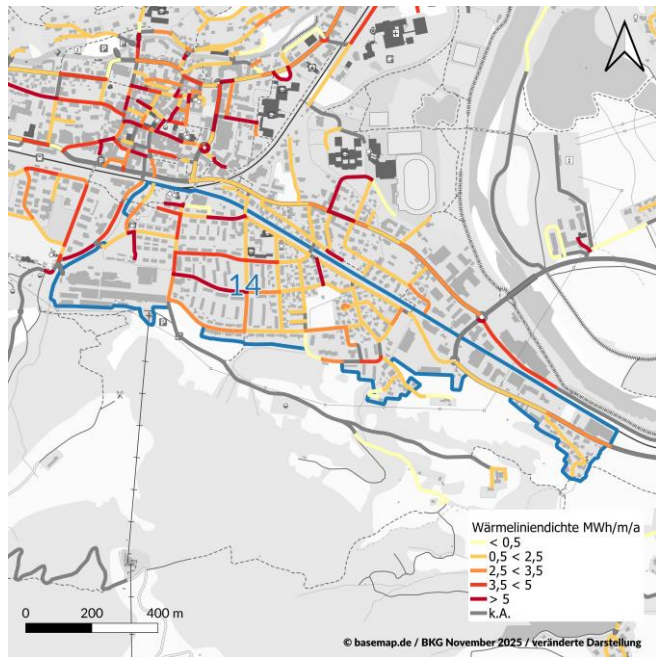 14
Wärmeliniendichte MWh/m/a
< 0,5
0,5 < 2,5
2,5 < 3,5
3,5 < 5
> 5
k.A.
0 200 400 m
© basemap.de / BKG November 2025 / veränderte Darstellung